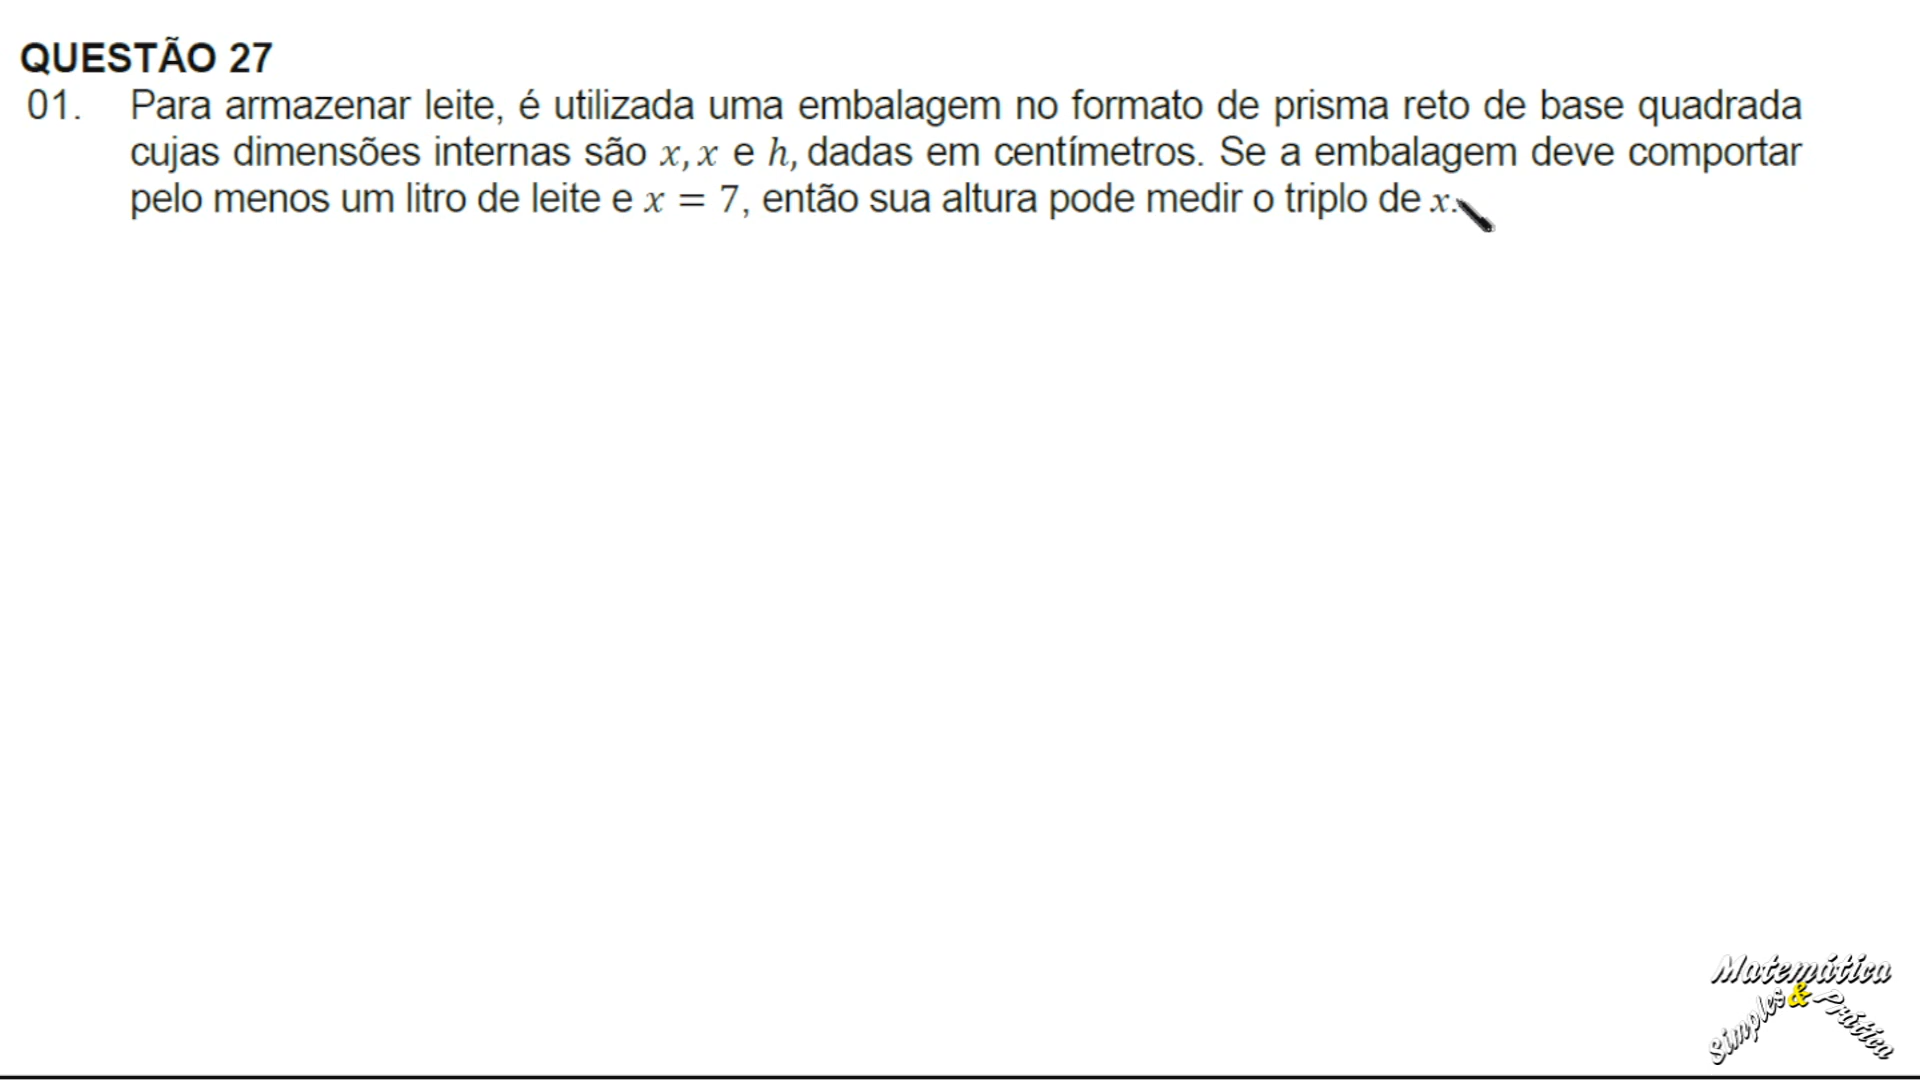 QUESTÃO 27
01. Para armazenar leite, é utilizada uma embalagem no formato de prisma reto de base quadrada
cujas dimensões internas são x, x e h, dadas em centímetros. Se a embalagem deve comportar
pelo menos um litro de leite e x = 7, então sua altura pode medir o triplo de x.
Matemática
Simples & Prática